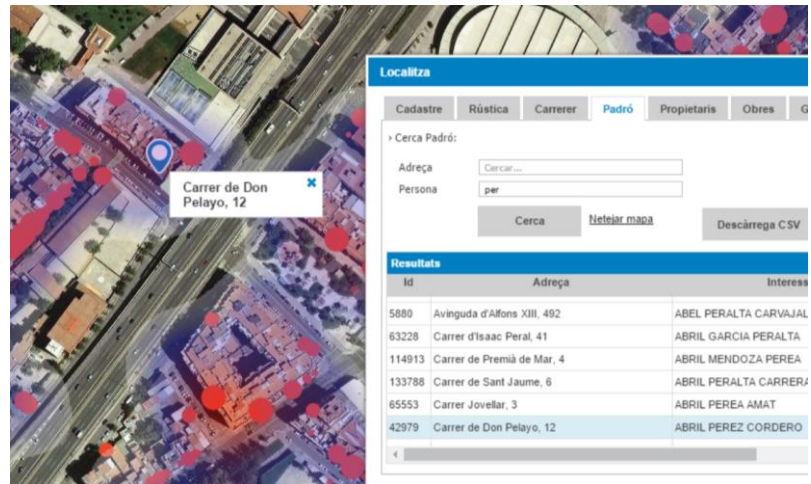 Localitza
Cadastre Rústica Carrerer Padró Propietaris Obres G
› Cerca Padró:
Adreça Cercar...
Persona per
Cerca Netejar mapa Descàrrega CSV
Carrer de Don
Pelayo, 12
Resultats
Id Adreça Interess
5880 Avinguda d'Alfons XIII, 492 ABEL PERALTA CARVAJAL
63228 Carrer d'Isaac Peral, 41 ABRIL GARCIA PERALTA
114913 Carrer de Premià de Mar, 4 ABRIL MENDOZA PEREA
133788 Carrer de Sant Jaume, 6 ABRIL PERALTA CARRERA
65553 Carrer Jovellar, 3 ABRIL PEREA AMAT
42979 Carrer de Don Pelayo, 12 ABRIL PEREZ CORDERO